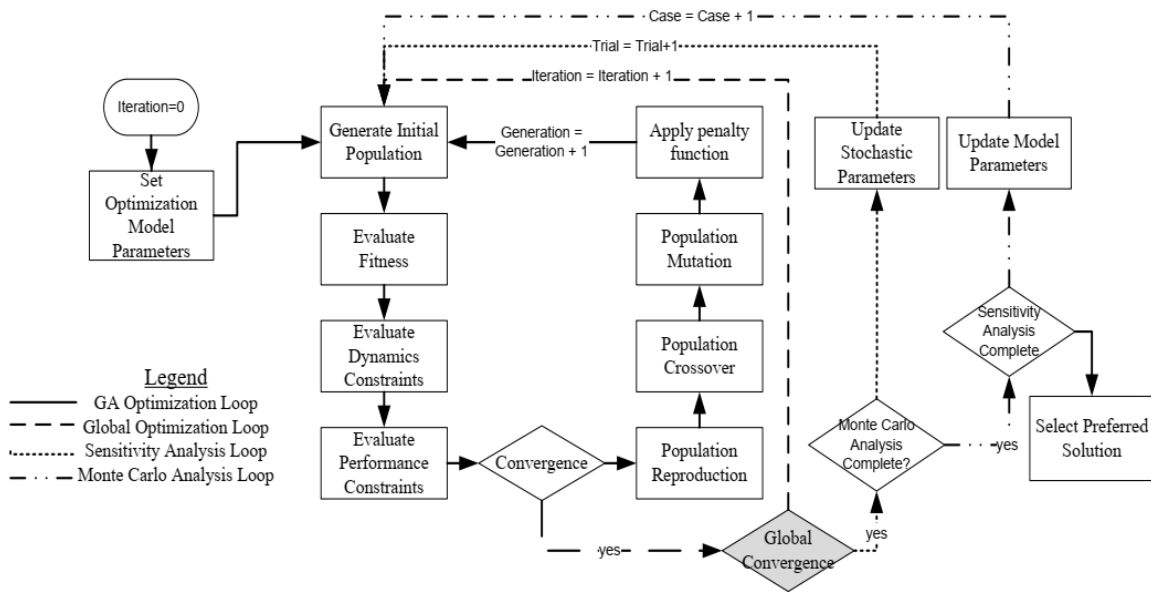 Case = Case + 1
Trial = Trial+1
Iteration = Iteration + 1
Iteration=0
Set
Optimization
Model
Parameters
Generate Initial
Population
Evaluate
Fitness
Evaluate
Dynamics
Constraints
Evaluate
Performance
Constraints
Convergence
yes
Generation =
Generation + 1
Apply penalty
function
Population
Mutation
Population
Crossover
Population
Reproduction
Global
Convergence
yes
Update
Stochastic
Parameters
Monte Carlo
Analysis
Complete?
yes
Update Model
Parameters
Sensitivity
Analysis
Complete
Select Preferred
Solution
Legend
GA Optimization Loop
Global Optimization Loop
Sensitivity Analysis Loop
Monte Carlo Analysis Loop